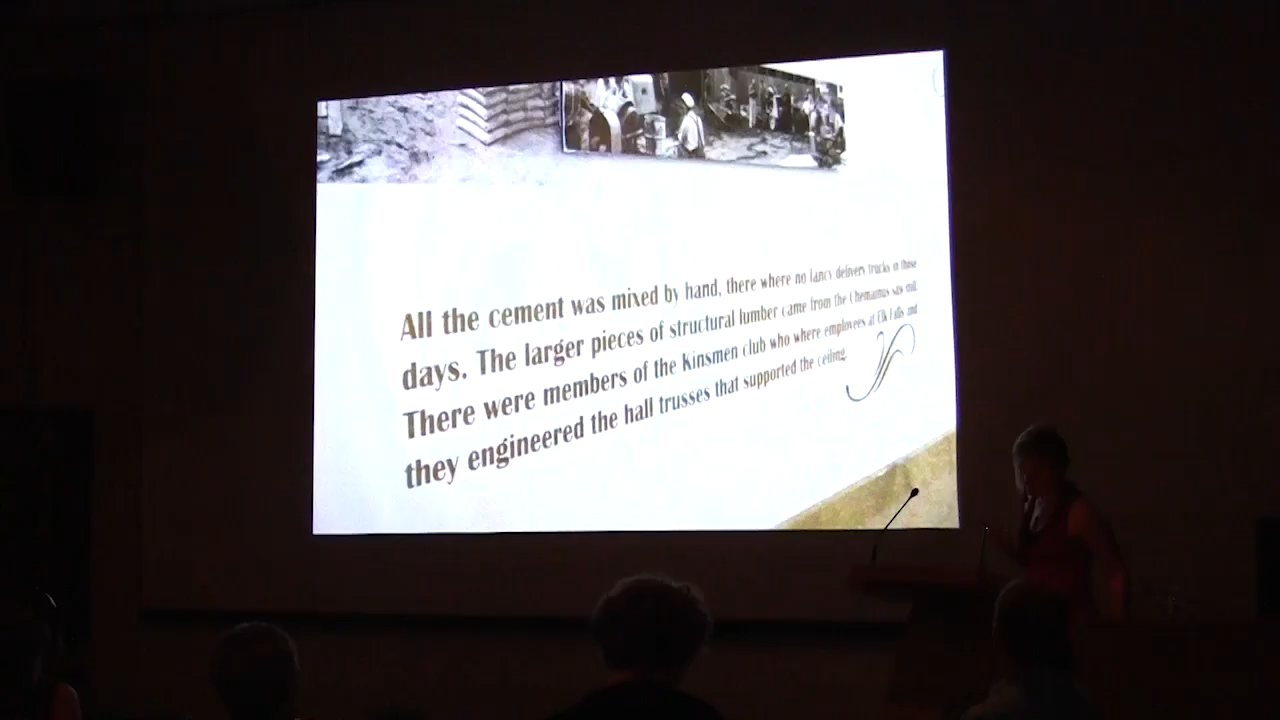 All the cement was mixed by hand, there where no fancy delivery trucks in those
days. The larger pieces of structural lumber came from the Chemainus saw mill.
There were members of the Kinsmen club who where employees at Elk Falls and
they engineered the hall trusses that supported the ceiling.